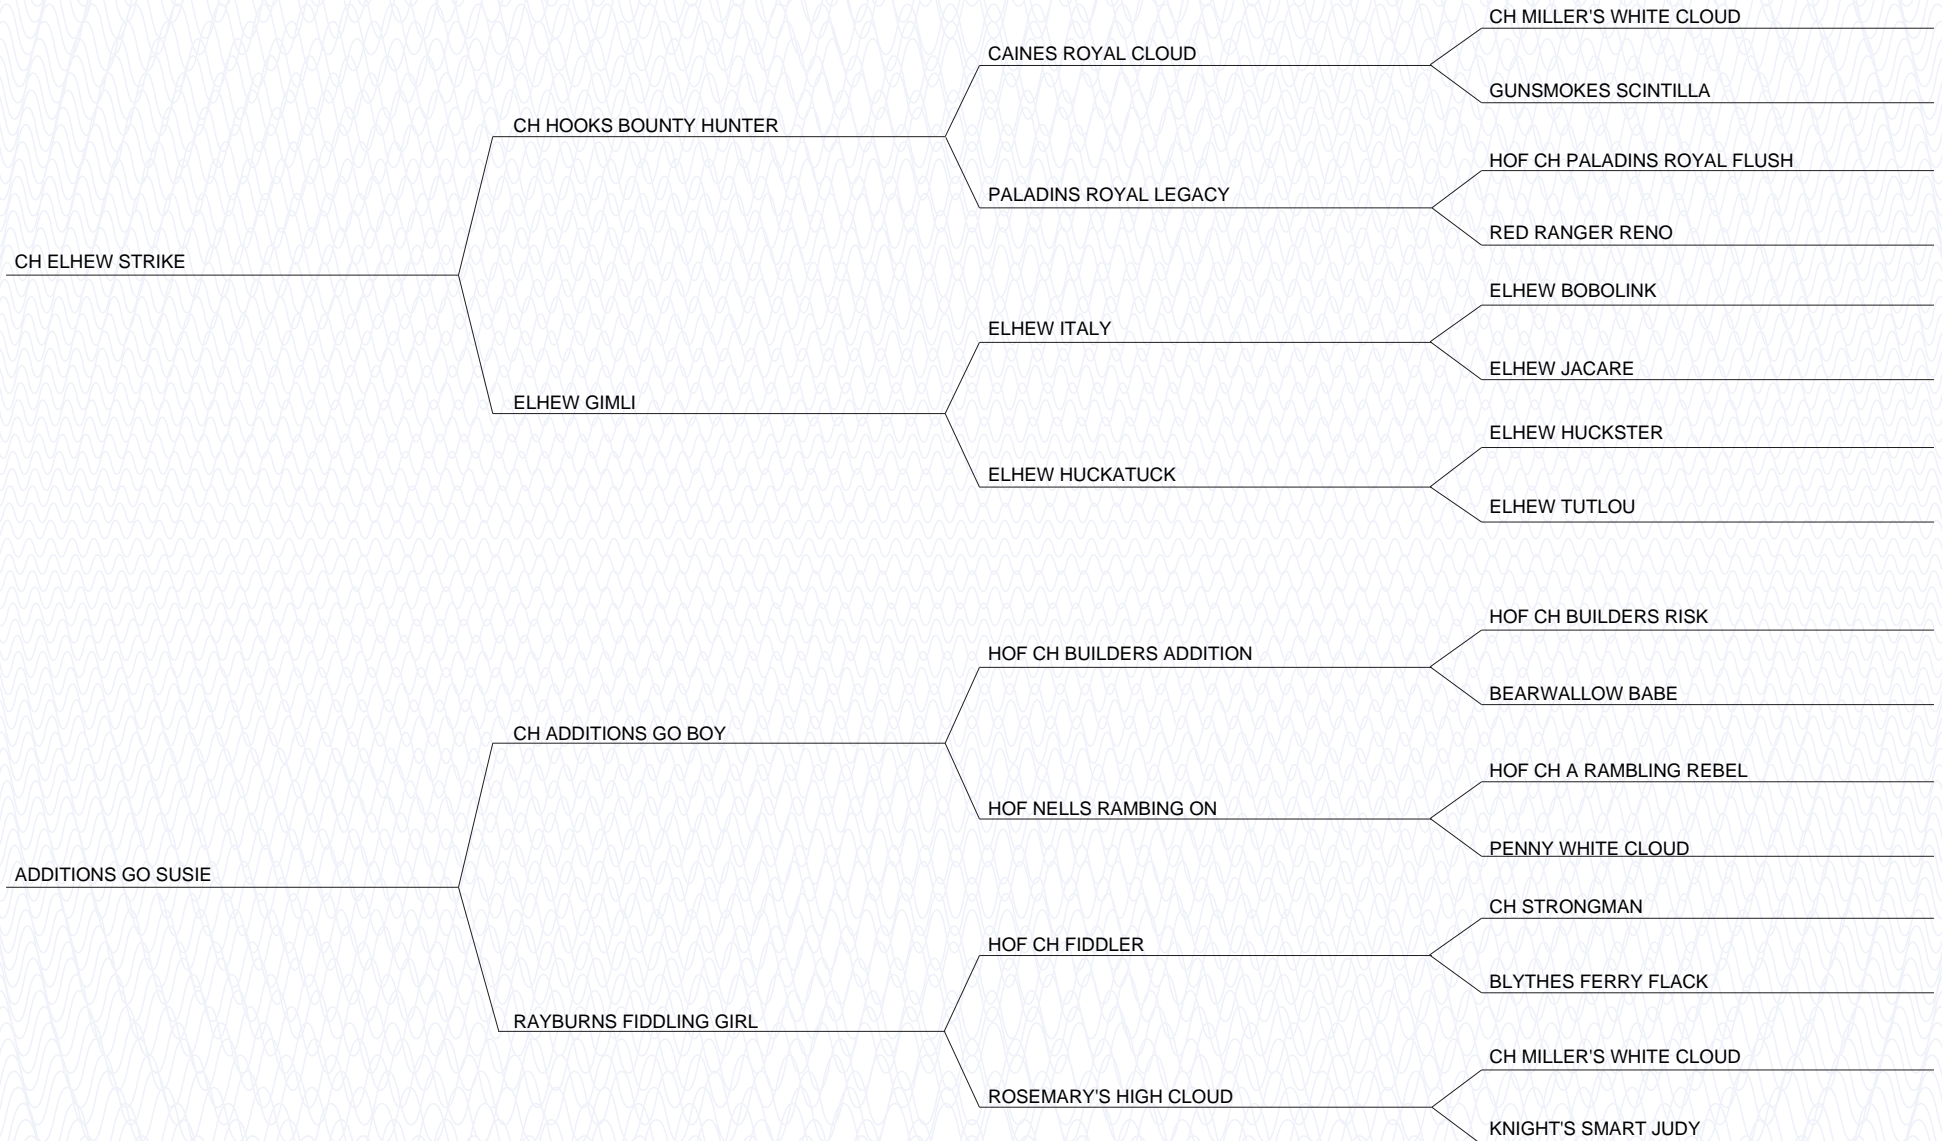 CH MILLER'S WHITE CLOUD
CAINES ROYAL CLOUD
GUNSMOKES SCINTILLA
CH HOOKS BOUNTY HUNTER
HOF CH PALADINS ROYAL FLUSH
PALADINS ROYAL LEGACY
RED RANGER RENO
CH ELHEW STRIKE
ELHEW BOBOLINK
ELHEW ITALY
ELHEW JACARE
ELHEW GIMLI
ELHEW HUCKSTER
ELHEW HUCKATUCK
ELHEW TUTLOU
HOF CH BUILDERS RISK
HOF CH BUILDERS ADDITION
BEARWALLOW BABE
CH ADDITIONS GO BOY
HOF CH A RAMBLING REBEL
HOF NELLS RAMBING ON
PENNY WHITE CLOUD
ADDITIONS GO SUSIE
CH STRONGMAN
HOF CH FIDDLER
BLYTHES FERRY FLACK
RAYBURNS FIDDLING GIRL
CH MILLER'S WHITE CLOUD
ROSEMARY'S HIGH CLOUD
KNIGHT'S SMART JUDY